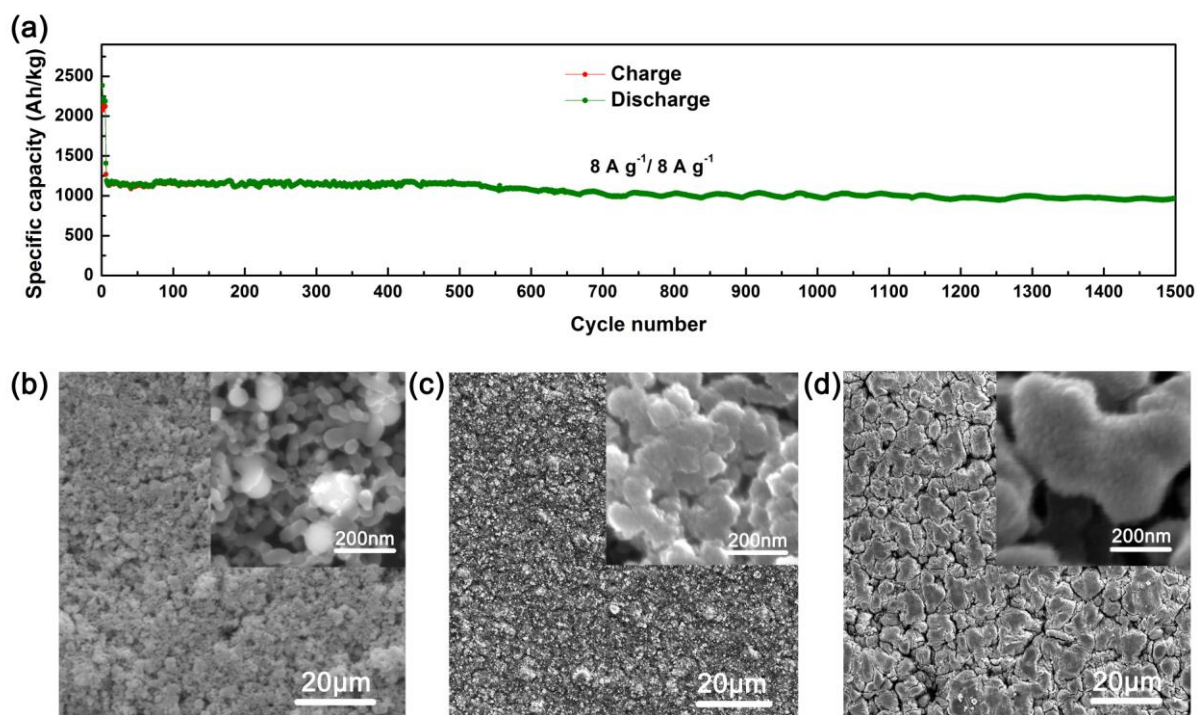 (a)
Specific capacity (Ah/kg)
2500
2000
1500
1000
500
0
Charge
Discharge
8 A g⁻¹/ 8 A g⁻¹
0 100 200 300 400 500 600 700 800 900 1000 1100 1200 1300 1400 1500
Cycle number
(b)
200nm
20μm
(c)
200nm
20μm
(d)
200nm
20μm